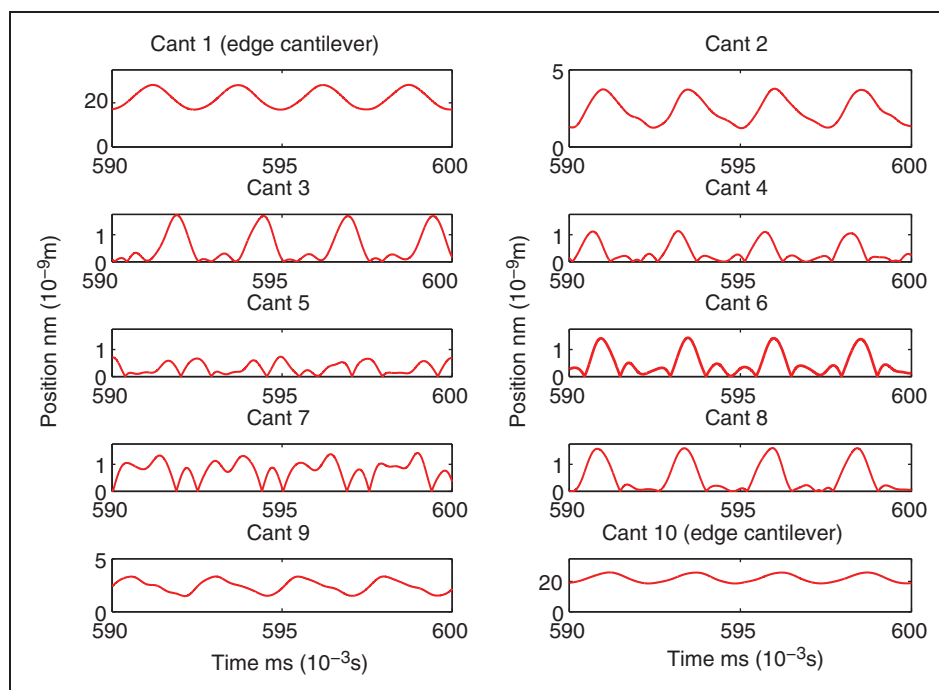 Cant 1 (edge cantilever)
20
0
590 595 600
Cant 2
5
0
590 595 600
Cant 3
1
0
590 595 600
Cant 4
1
0
590 595 600
Cant 5
1
0
590 595 600
Cant 6
1
0
590 595 600
Cant 7
1
0
590 595 600
Cant 8
1
0
590 595 600
Cant 9
5
0
590 595 600
Cant 10 (edge cantilever)
20
0
590 595 600
Position nm (10⁻⁹m)
Position nm (10⁻⁹m)
Time ms (10⁻³s)
Time ms (10⁻³s)